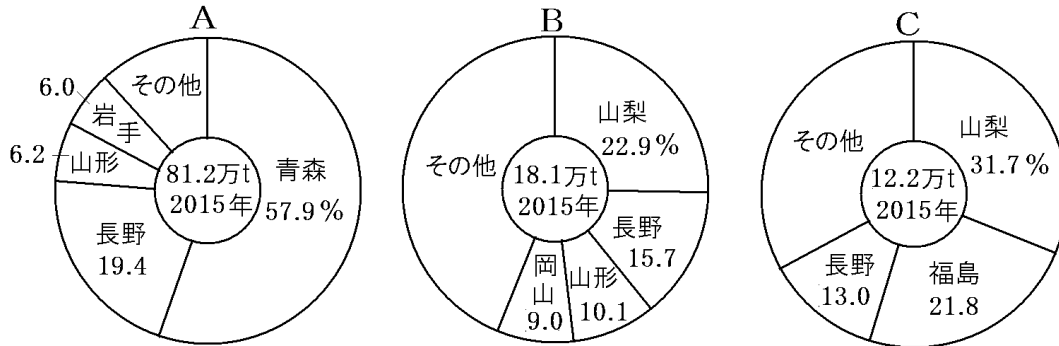 A
その他
6.0
岩手
6.2
山形
81.2万t
2015年
青森
57.9%
長野
19.4
B
山梨
22.9%
その他
18.1万t
2015年
長野
15.7
岡山
9.0
山形
10.1
C
その他
山梨
31.7%
12.2万t
2015年
長野
13.0
福島
21.8